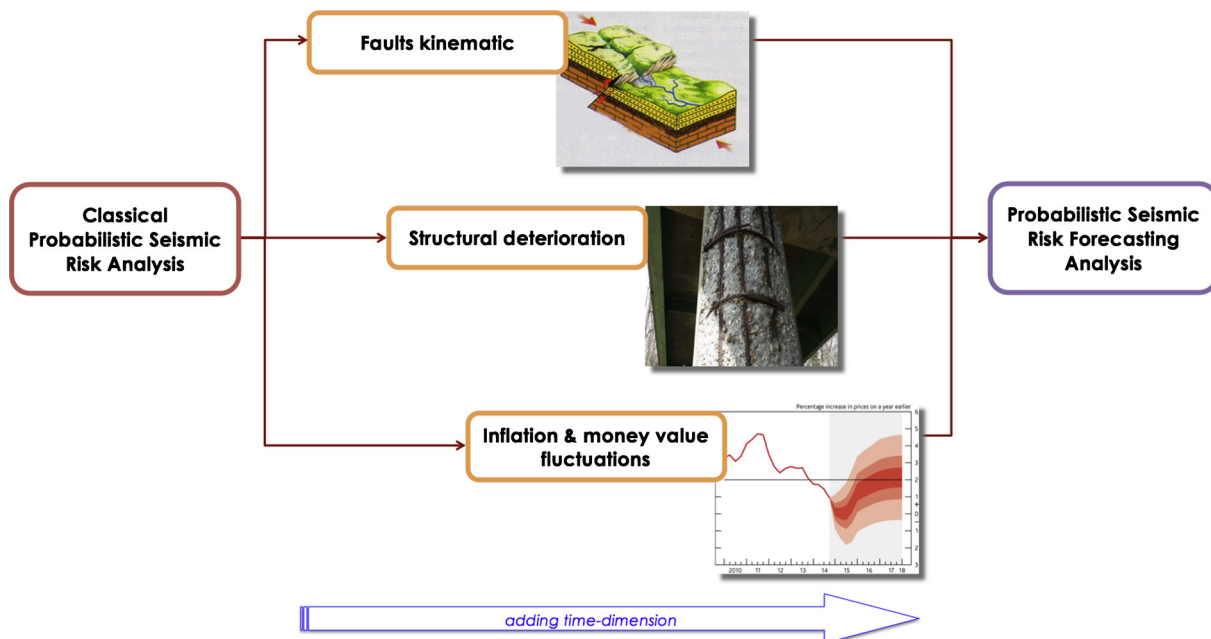 Faults kinematic
Classical
Probabilistic Seismic
Risk Analysis
Structural deterioration
Probabilistic Seismic
Risk Forecasting
Analysis
Percentage increase in prices on a year earlier
Inflation & money value
fluctuations
6
5
4
3
2
1
+
0
–
1
2
3
2010 11 12 13 14 15 16 17 18
adding time-dimension